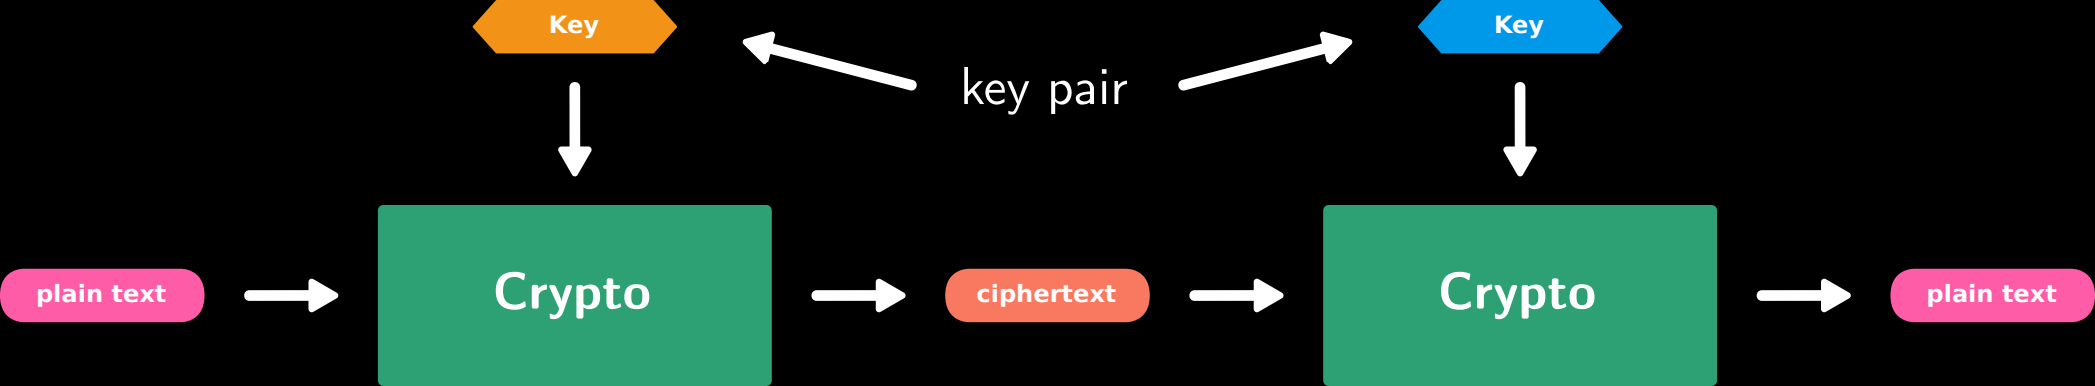 Key
Key
key pair
plain text
Crypto
ciphertext
Crypto
plain text